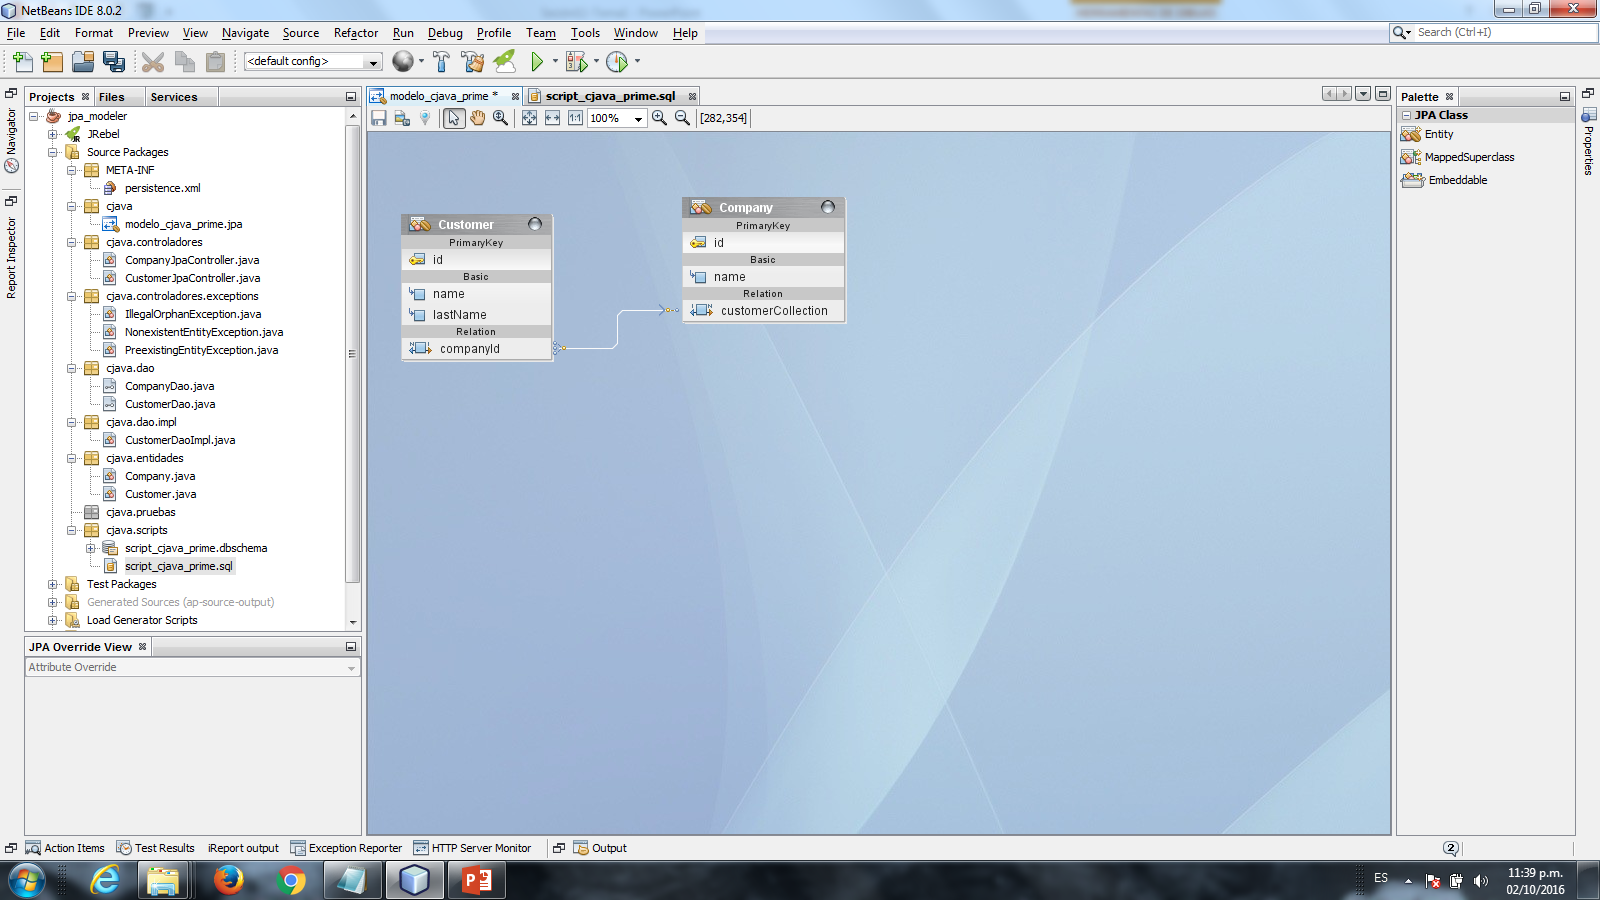 NetBeans IDE 8.0.2
File Edit Format Preview View Navigate Source Refactor Run Debug Profile Team Tools Window Help
Search (Ctrl+I)
<default config>
Projects Files Services
modelo_cjava_prime *
script_cjava_prime.sql
Palette
100%
[282,354]
Navigator
Report Inspector
jpa_modeler
JRebel
Source Packages
META-INF
persistence.xml
cjava
modelo_cjava_prime.jpa
cjava.controladores
CompanyJpaController.java
CustomerJpaController.java
cjava.controladores.exceptions
IllegalOrphanException.java
NonexistentEntityException.java
PreexistingEntityException.java
cjava.dao
CompanyDao.java
CustomerDao.java
cjava.dao.impl
CustomerDaoImpl.java
cjava.entidades
Company.java
Customer.java
cjava.pruebas
cjava.scripts
script_cjava_prime.dbschema
script_cjava_prime.sql
Test Packages
Generated Sources (ap-source-output)
Load Generator Scripts
JPA Override View
Attribute Override
Customer
PrimaryKey
id
Basic
name
lastName
Relation
companyId
Company
PrimaryKey
id
Basic
name
Relation
customerCollection
JPA Class
Entity
MappedSuperclass
Embeddable
Properties
Action Items Test Results iReport output Exception Reporter HTTP Server Monitor Output
2
ES
11:39 p.m.
02/10/2016